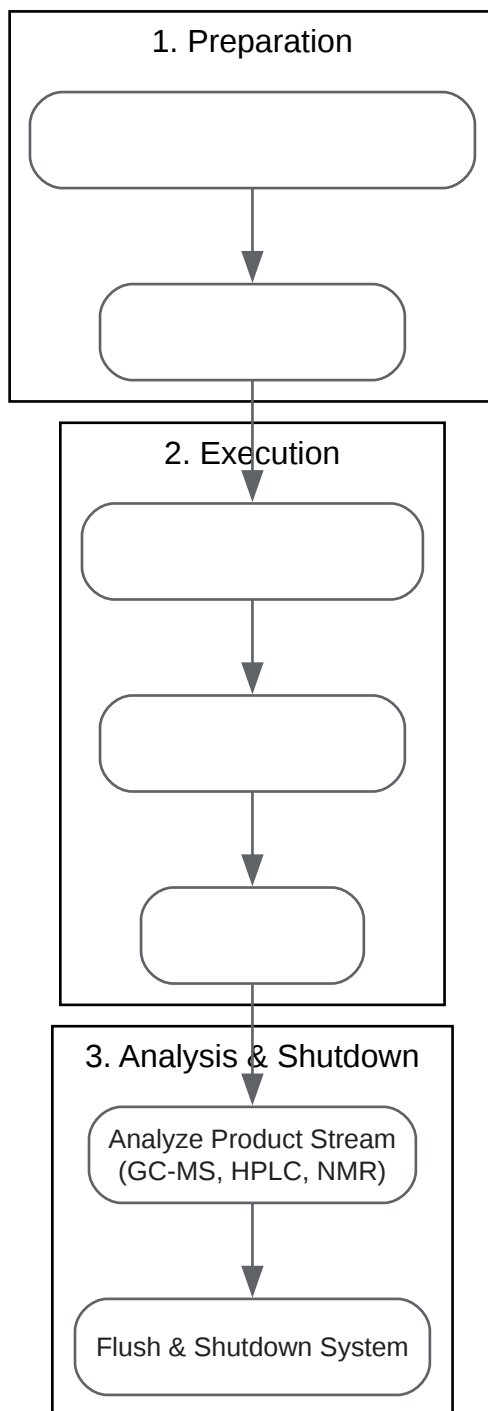 1. Preparation
2. Execution
3. Analysis & Shutdown
Analyze Product Stream
(GC-MS, HPLC, NMR)
Flush & Shutdown System